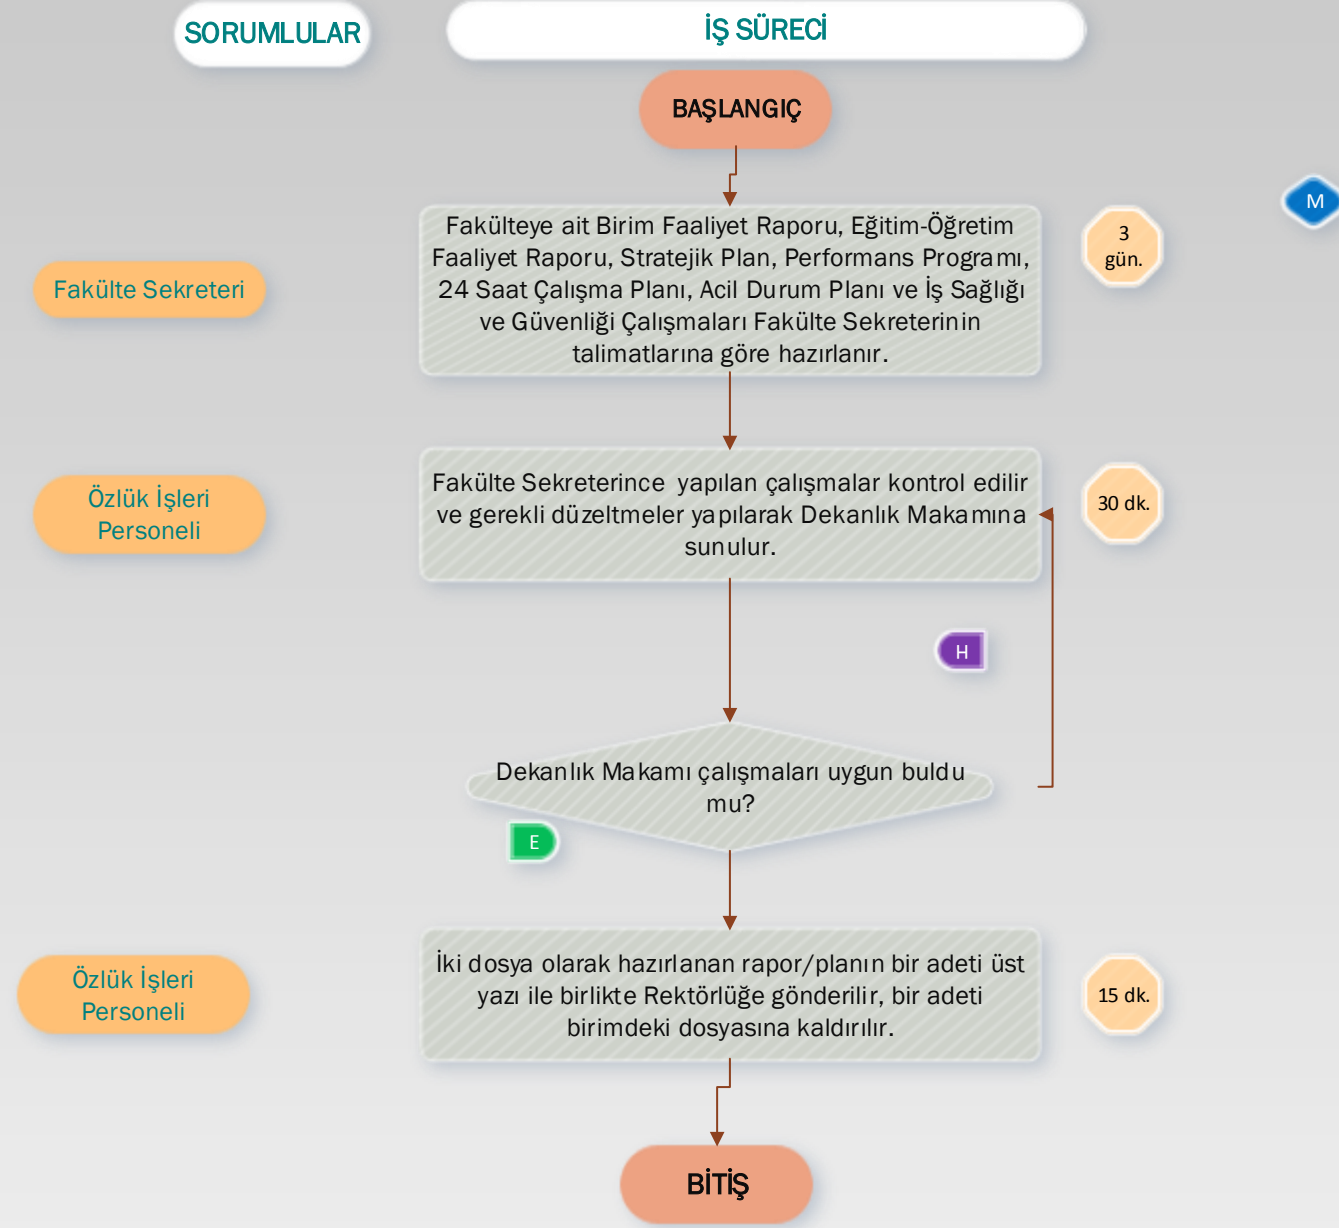 SORUMLULAR
İŞ SÜRECİ
BAŞLANGIÇ
M
Fakülte Sekreteri
Fakülteye ait Birim Faaliyet Raporu, Eğitim-Öğretim
Faaliyet Raporu, Stratejik Plan, Performans Programı,
24 Saat Çalışma Planı, Acil Durum Planı ve İş Sağlığı
ve Güvenliği Çalışmaları Fakülte Sekreterinin
talimatlarına göre hazırlanır.
3
gün.
Özlük İşleri
Personeli
Fakülte Sekreterince yapılan çalışmalar kontrol edilir
ve gerekli düzeltmeler yapılarak Dekanlık Makamına
sunulur.
30 dk.
H
Dekanlık Makamı çalışmaları uygun buldu
mu?
E
Özlük İşleri
Personeli
İki dosya olarak hazırlanan rapor/planın bir adeti üst
yazı ile birlikte Rektörlüğe gönderilir, bir adeti
birimdeki dosyasına kaldırılır.
15 dk.
BİTİŞ